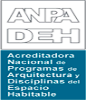 ANPA
DEH
Acreditadora
Nacional de
Programas de
Arquitectura y
Disciplinas del
Espacio
Habitable